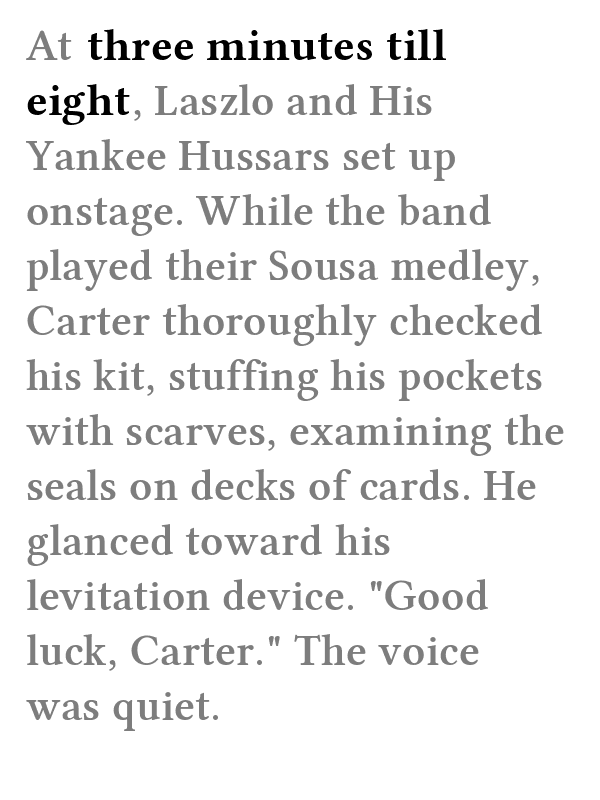 At three minutes till
eight, Laszlo and His
Yankee Hussars set up
onstage. While the band
played their Sousa medley,
Carter thoroughly checked
his kit, stuffing his pockets
with scarves, examining the
seals on decks of cards. He
glanced toward his
levitation device. "Good
luck, Carter." The voice
was quiet.